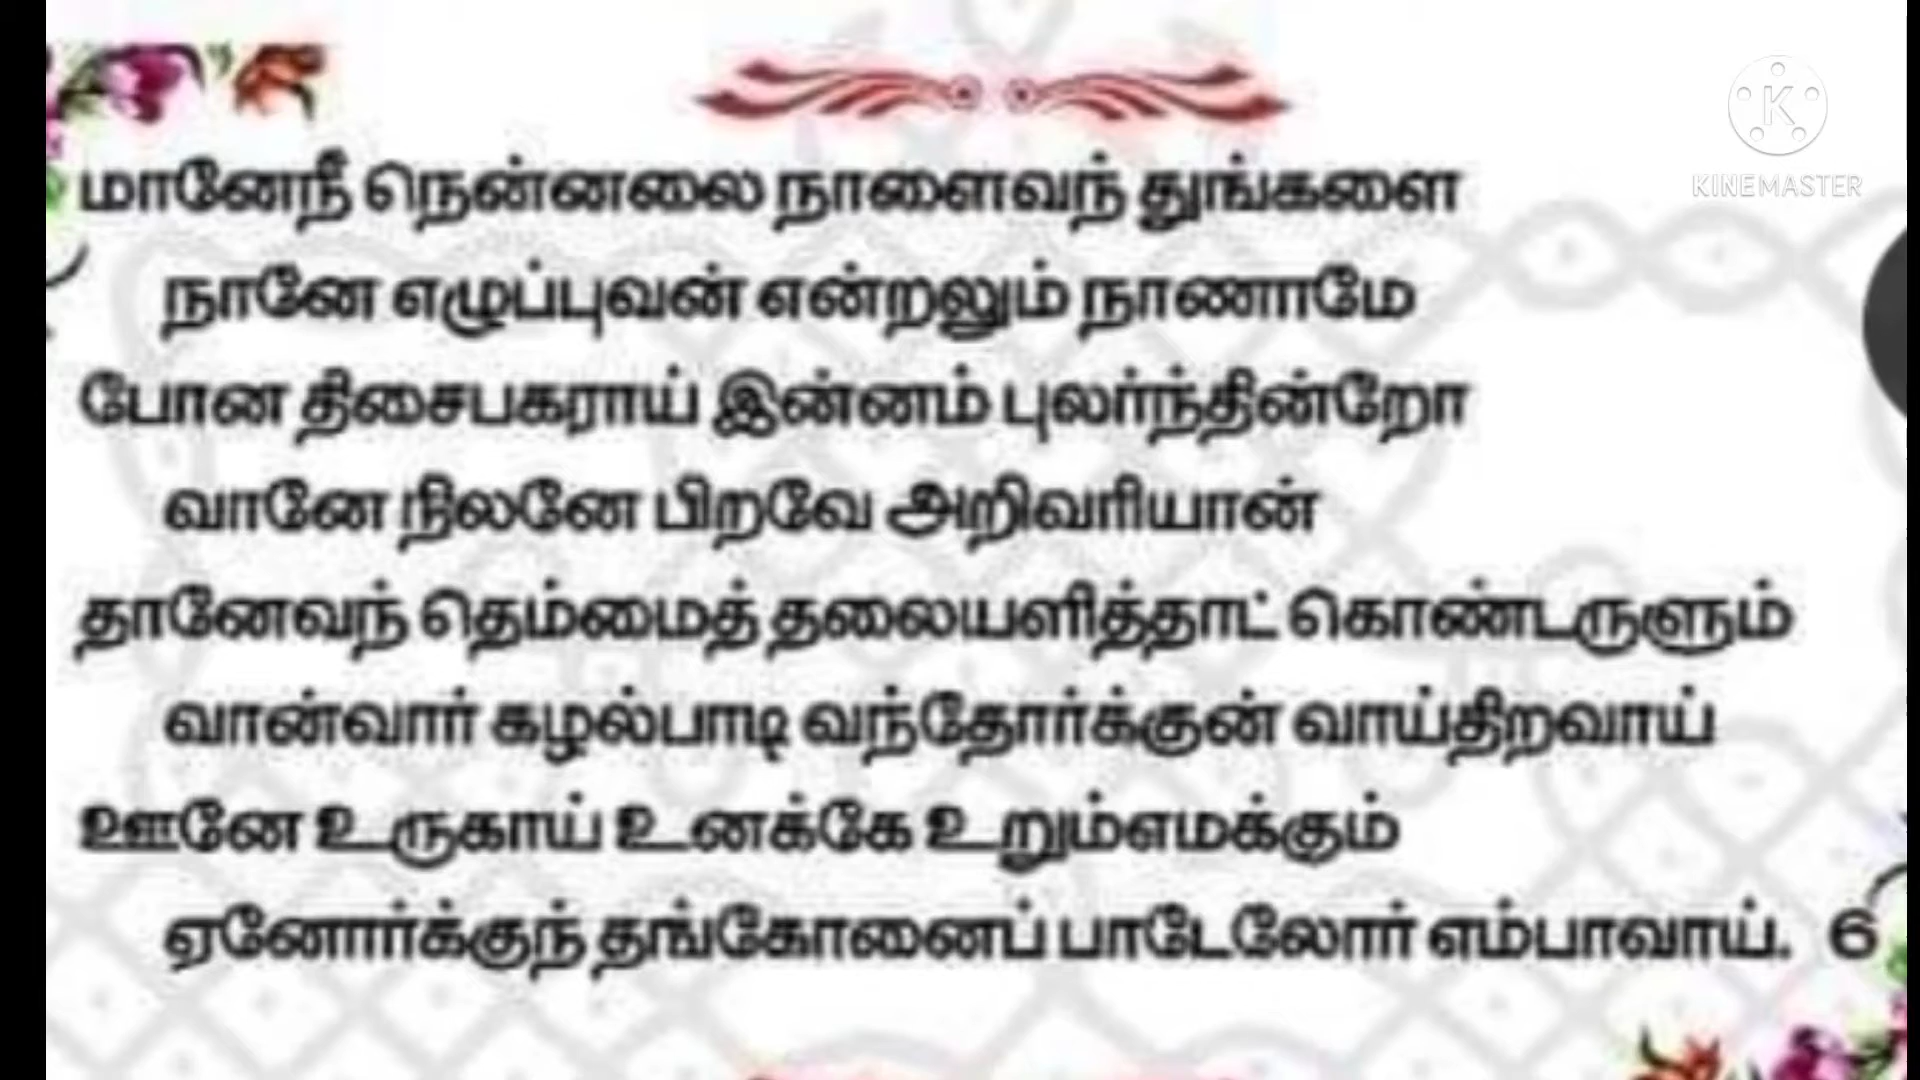 KINEMASTER
மானேநீ நென்னலை நாளைவந் துங்களை
நானே எழுப்புவன் என்றலும் நாணாமே
போன திசைபகராய் இன்னம் புலர்ந்தின்றோ
வானே நிலனே பிறவே அறிவரியான்
தானேவந் தெம்மைத் தலையளித்தாட் கொண்டருளும்
வான்வார் கழல்பாடி வந்தோர்க்குன் வாய்திறவாய்
ஊனே உருகாய் உனக்கே உறும்எமக்கும்
ஏனோர்க்குந் தங்கோனைப் பாடேலோர் எம்பாவாய். 6